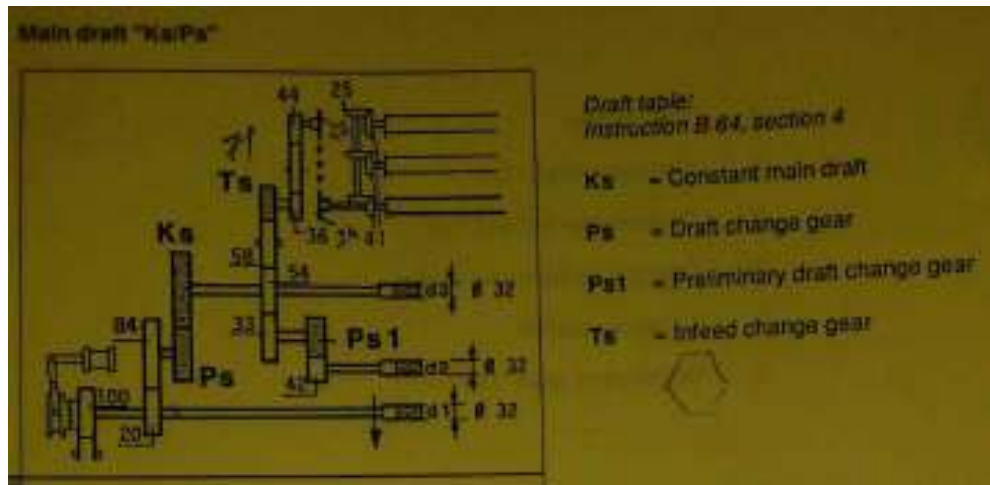 Main draft "Ks/Ps"
44 25
71
Ts
36 41
Ks
58 54
d3 ø 32
84 33 Ps1
Ps 42 d2 ø 32
100 d1 ø 32
20
Draft table:
Instruction B 64, section 4
Ks = Constant main draft
Ps = Draft change gear
Ps1 = Preliminary draft change gear
Ts = Infeed change gear